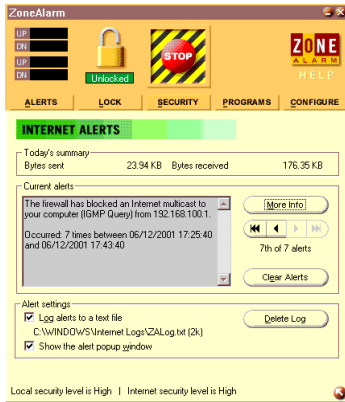 ZoneAlarm
UP
DN
UP
DN
Unlocked
STOP
ZONE
ALARM
HELP
ALERTS LOCK SECURITY PROGRAMS CONFIGURE
INTERNET ALERTS
Today's summary
Bytes sent 23.94 KB Bytes received 176.35 KB
Current alerts
The firewall has blocked an Internet multicast to
your computer (IGMP Query) from 192.168.100.1.
Occurred: 7 times between 06/12/2001 17:25:40
and 06/12/2001 17:43:40
More Info
7th of 7 alerts
Clear Alerts
Alert settings
Log alerts to a text file
C:\WINDOWS\Internet Logs\ZALog.txt (2k)
Show the alert popup window
Delete Log
Local security level is High | Internet security level is High